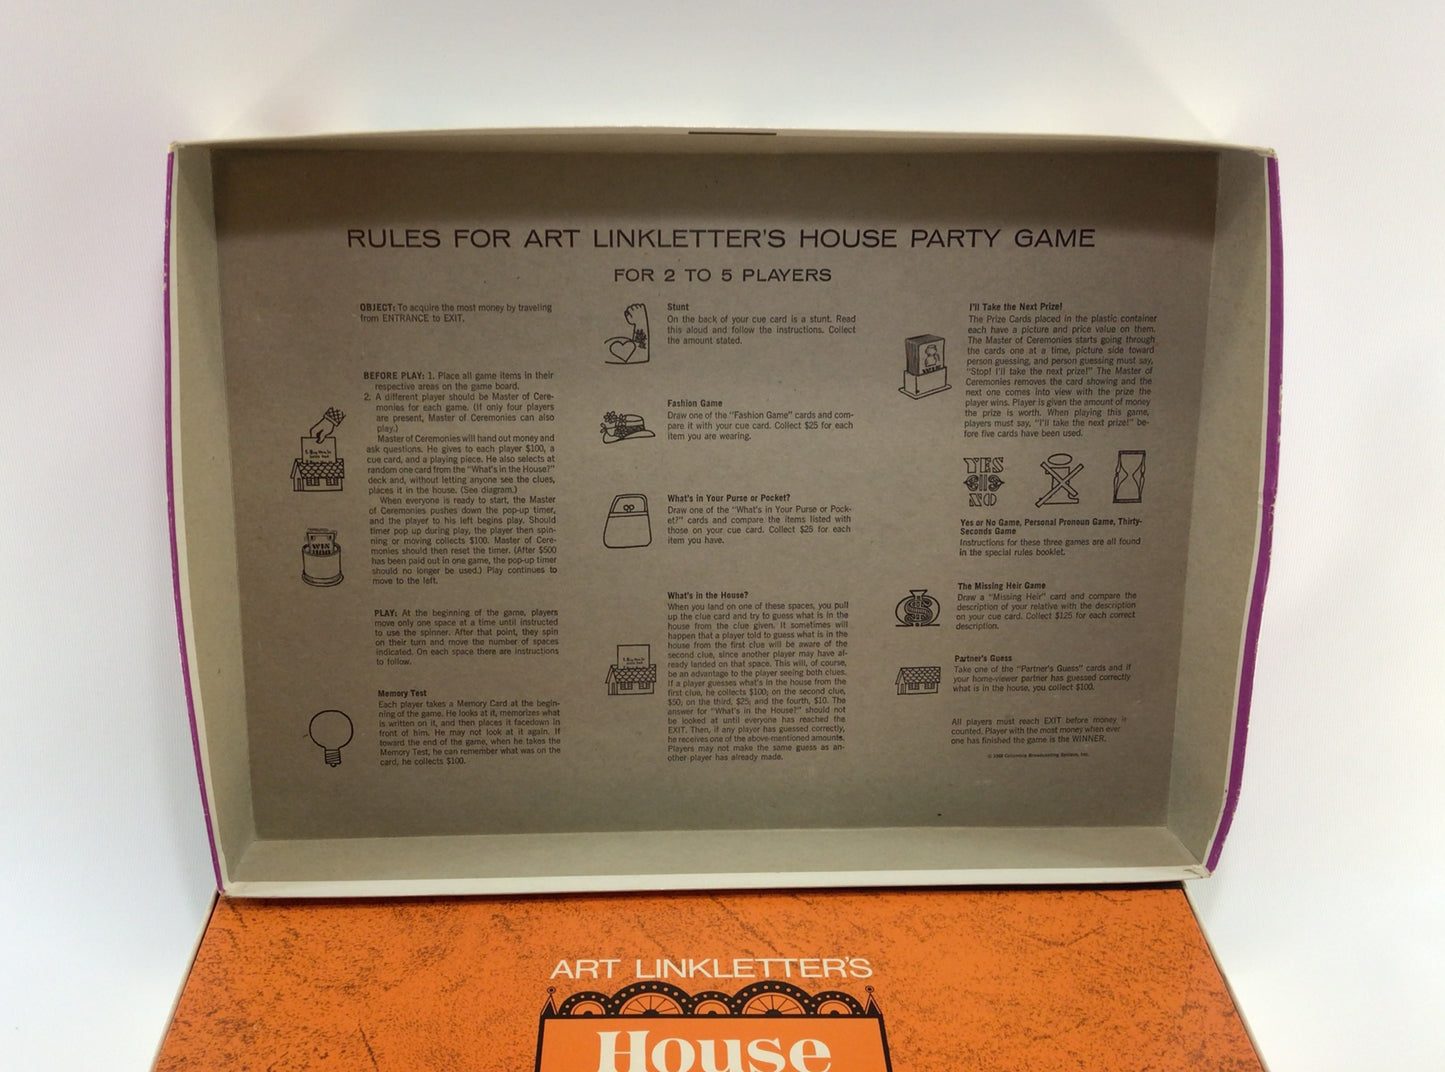 RULES FOR ART LINKLETTER'S HOUSE PARTY GAME
FOR 2 TO 5 PLAYERS
OBJECT: To acquire the most money by traveling
from ENTRANCE to EXIT.
BEFORE PLAY: 1. Place all game items in their
respective areas on the game board.
2. A different player should be Master of Cere-
monies for each game. (If only four players
are present, Master of Ceremonies can also
play.)
Master of Ceremonies will hand out money and
ask questions. He gives to each player $100, a
cue card, and a playing piece. He also selects at
random one card from the "What's in the House?"
deck and, without letting anyone see the clues,
places it in the house. (See diagram.)
When everyone is ready to start, the Master
of Ceremonies pushes down the pop-up timer,
and the player to his left begins play. Should
timer pop up during play, the player then spin-
ning or moving collects $100. Master of Cere-
monies should then reset the timer. (After $500
has been paid out in one game, the pop-up timer
should no longer be used.) Play continues to
move to the left.
WIN
PLAY: At the beginning of the game, players
move only one space at a time until instructed
to use the spinner. After that point, they spin
on their turn and move the number of spaces
indicated. On each space there are instructions
to follow.
Memory Test
Each player takes a Memory Card at the begin-
ning of the game. He looks at it, memorizes what
is written on it, and then places it facedown in
front of him. He may not look at it again. If
toward the end of the game, when he takes the
Memory Test, he can remember what was on the
card, he collects $100.
Stunt
On the back of your cue card is a stunt. Read
this aloud and follow the instructions. Collect
the amount stated.
Fashion Game
Draw one of the "Fashion Game" cards and com-
pare it with your cue card. Collect $25 for each
item you are wearing.
What's in Your Purse or Pocket?
Draw one of the "What's in Your Purse or Pock-
et?" cards and compare the items listed with
those on your cue card. Collect $25 for each
item you have.
What's in the House?
When you land on one of these spaces, you pull
up the clue card and try to guess what is in the
house from the clue given. It sometimes will
happen that a player told to guess what is in the
house from the first clue will be aware of the
second clue, since another player may have al-
ready landed on that space. This will, of course,
be an advantage to the player seeing both clues.
If a player guesses what's in the house from the
first clue, he collects $100; on the second clue,
$50, on the third, $25; and the fourth, $10. The
answer for "What's in the House?" should not
be looked at until everyone has reached the
EXIT. Then, if any player has guessed correctly,
he receives one of the above-mentioned amounts.
Players may not make the same guess as an-
other player has already made.
I'll Take the Next Prize!
The Prize Cards placed in the plastic container
each have a picture and price value on them.
The Master of Ceremonies starts going through
the cards one at a time, picture side toward
person guessing, and person guessing must say,
"Stop! I'll take the next prize!" The Master of
Ceremonies removes the card showing and the
next one comes into view with the prize the
player wins. Player is given the amount of money
the prize is worth. When playing this game,
players must say, "I'll take the next prize!" be-
fore five cards have been used.
YES
NO
Yes or No Game, Personal Pronoun Game, Thirty-
Seconds Game
Instructions for these three games are all found
in the special rules booklet.
The Missing Heir Game
Draw a "Missing Heir" card and compare the
description of your relative with the description
on your cue card. Collect $125 for each correct
description.
Partner's Guess
Take one of the "Partner's Guess" cards and if
your home-viewer partner has guessed correctly
what is in the house, you collect $100.
All players must reach EXIT before money is
counted. Player with the most money when ever
one has finished the game is the WINNER.
© 1968 Columbia Broadcasting System, Inc.
ART LINKLETTER'S
House